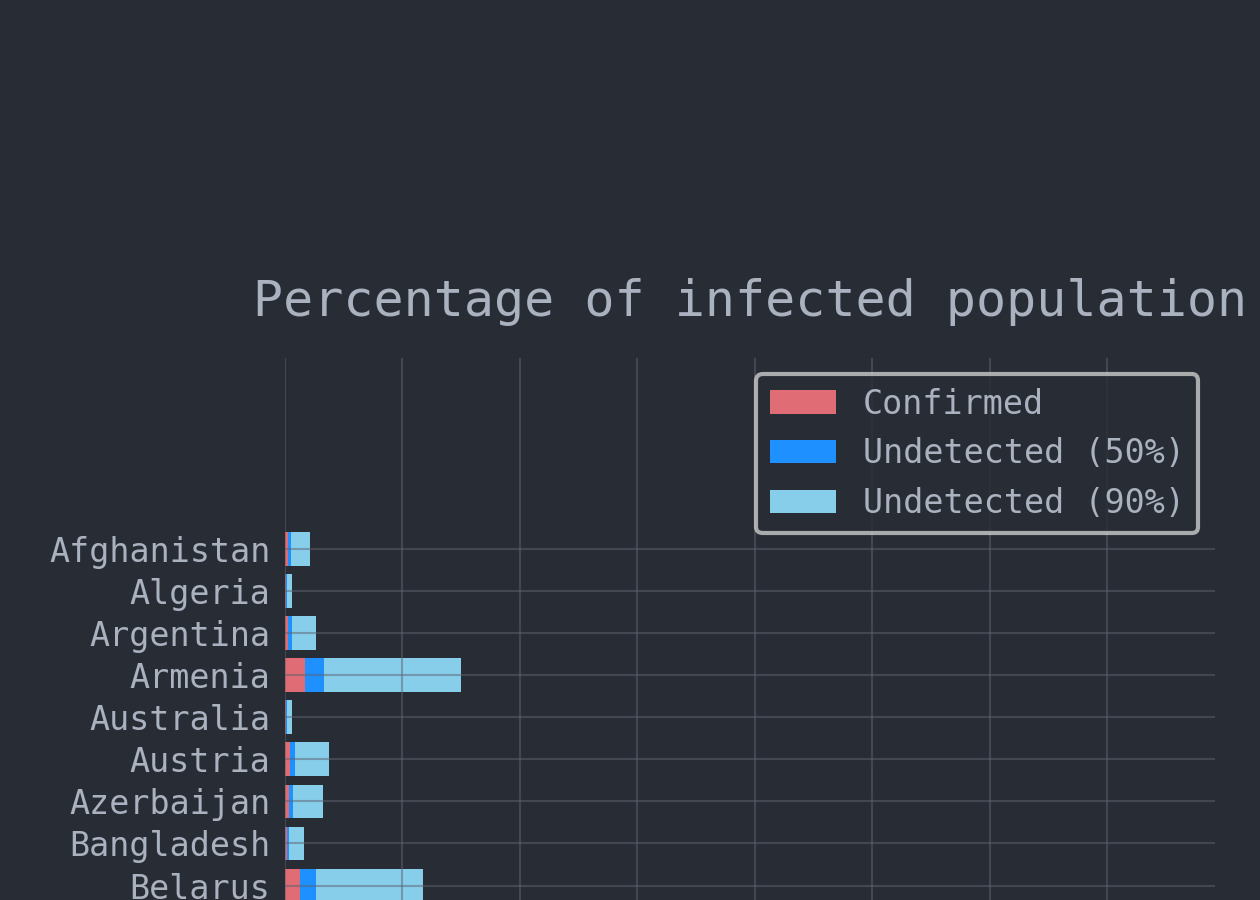 Percentage of infected population
Confirmed
Undetected (50%)
Undetected (90%)
Afghanistan
Algeria
Argentina
Armenia
Australia
Austria
Azerbaijan
Bangladesh
Belarus